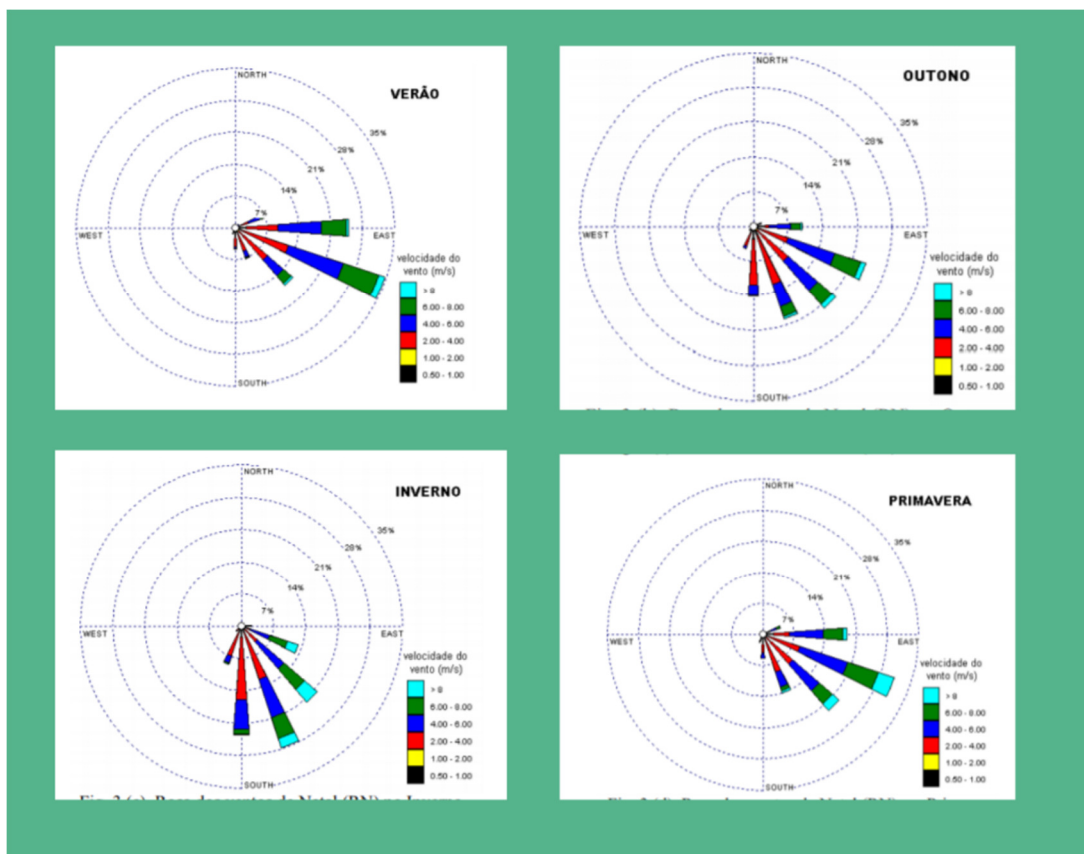 VERÃO
NORTH
35%
28%
21%
14%
7%
WEST
EAST
SOUTH
velocidade do
vento (m/s)
> 8
6.00 - 8.00
4.00 - 6.00
2.00 - 4.00
1.00 - 2.00
0.50 - 1.00
OUTONO
NORTH
35%
28%
21%
14%
7%
WEST
EAST
SOUTH
velocidade do
vento (m/s)
> 8
6.00 - 8.00
4.00 - 6.00
2.00 - 4.00
1.00 - 2.00
0.50 - 1.00
INVERNO
NORTH
35%
28%
21%
14%
7%
WEST
EAST
SOUTH
velocidade do
vento (m/s)
> 8
6.00 - 8.00
4.00 - 6.00
2.00 - 4.00
1.00 - 2.00
0.50 - 1.00
PRIMAVERA
NORTH
35%
28%
21%
14%
7%
WEST
EAST
SOUTH
velocidade do
vento (m/s)
> 8
6.00 - 8.00
4.00 - 6.00
2.00 - 4.00
1.00 - 2.00
0.50 - 1.00